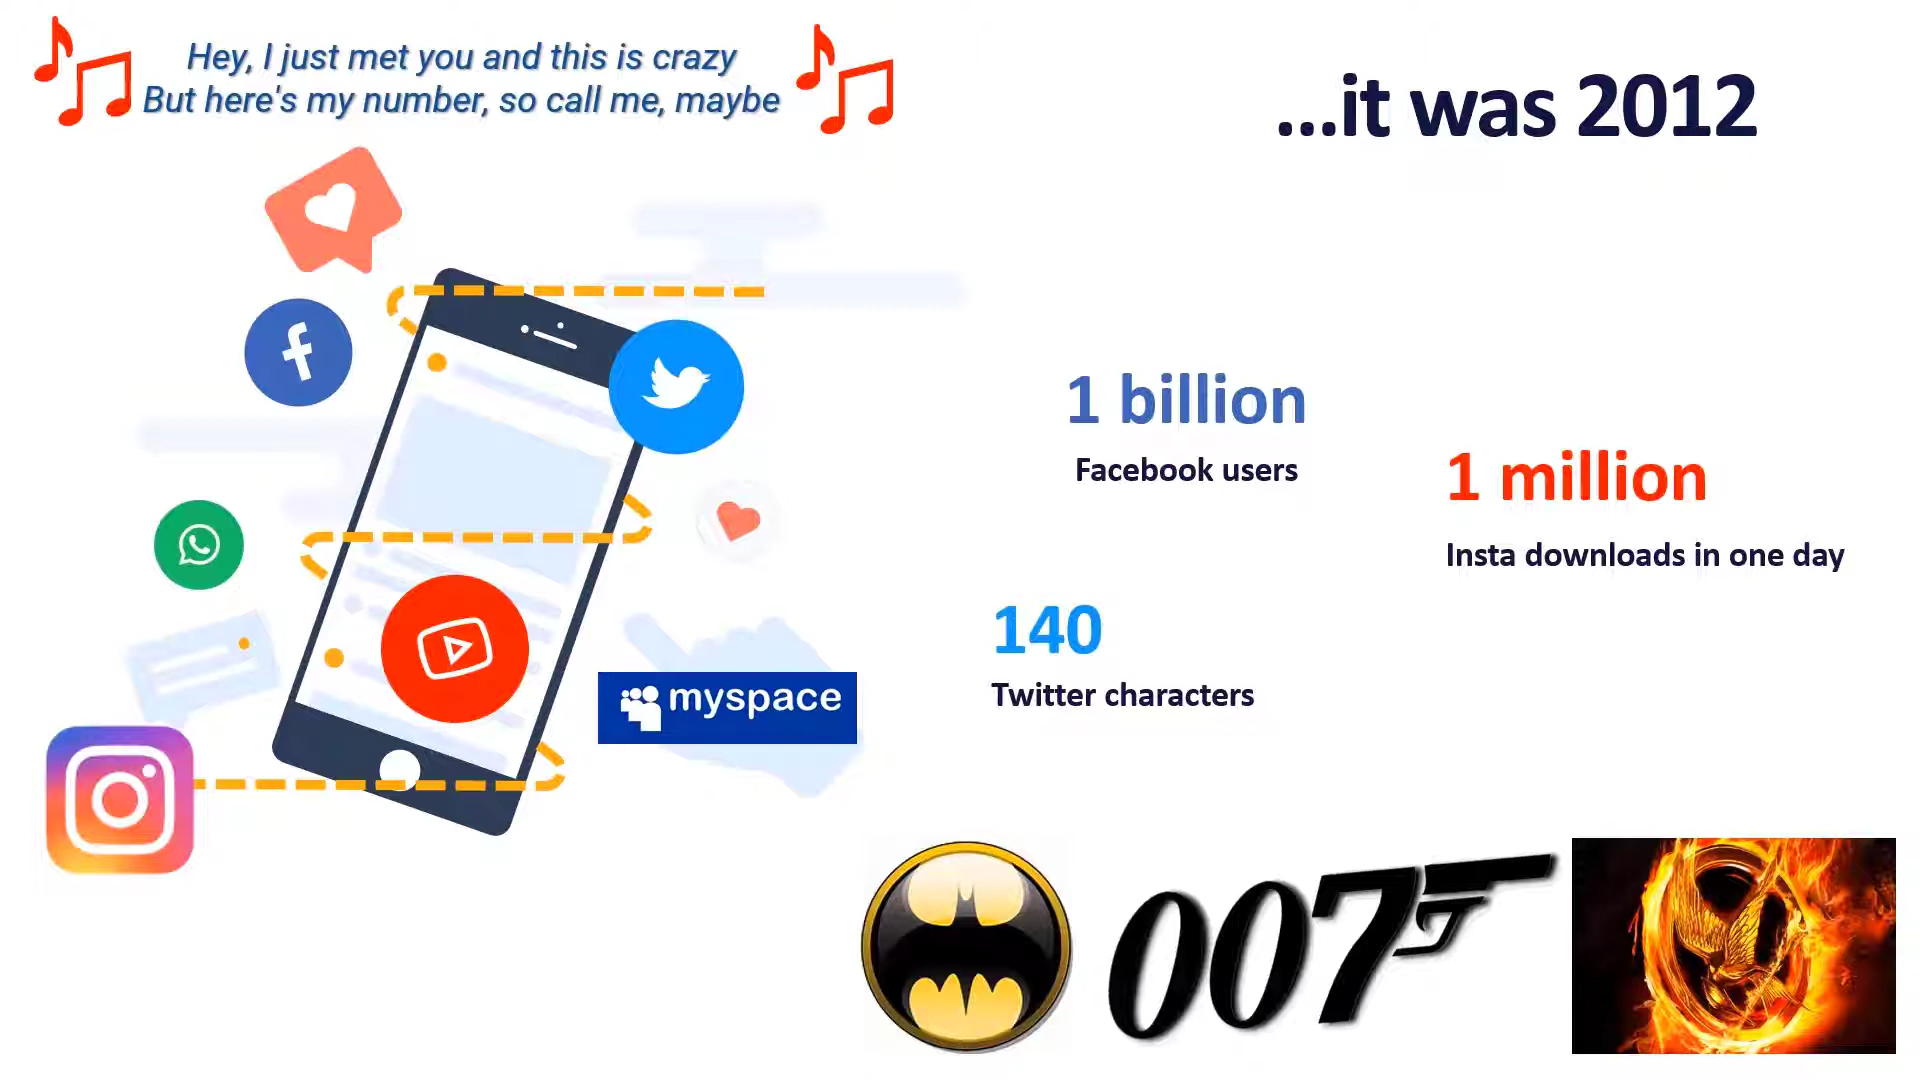 Hey, I just met you and this is crazy
But here's my number, so call me, maybe
...it was 2012
1 billion
Facebook users
1 million
Insta downloads in one day
140
Twitter characters
myspace
007